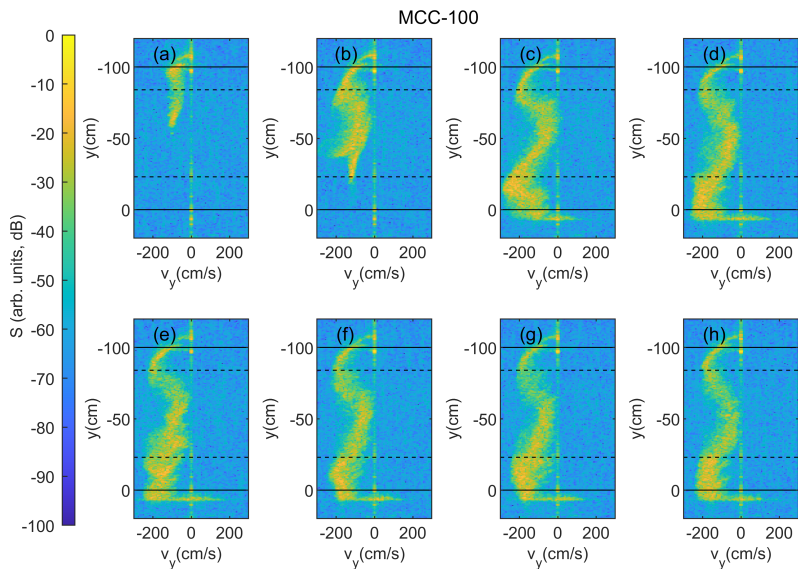 MCC-100
0
-10
-20
-30
-40
-50
-60
-70
-80
-90
-100
S (arb. units, dB)
(a) (b) (c) (d)
-100 -100 -100 -100
-50 -50 -50 -50
0 0 0 0
y(cm) y(cm) y(cm) y(cm)
-200 0 200 -200 0 200 -200 0 200 -200 0 200
v_y(cm/s) v_y(cm/s) v_y(cm/s) v_y(cm/s)
(e) (f) (g) (h)
-100 -100 -100 -100
-50 -50 -50 -50
0 0 0 0
y(cm) y(cm) y(cm) y(cm)
-200 0 200 -200 0 200 -200 0 200 -200 0 200
v_y(cm/s) v_y(cm/s) v_y(cm/s) v_y(cm/s)